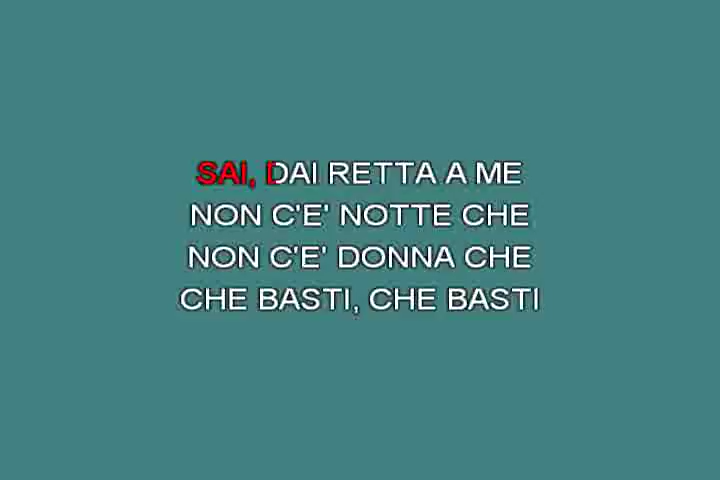 SAI, DAI RETTA A ME
NON C'E' NOTTE CHE
NON C'E' DONNA CHE
CHE BASTI, CHE BASTI